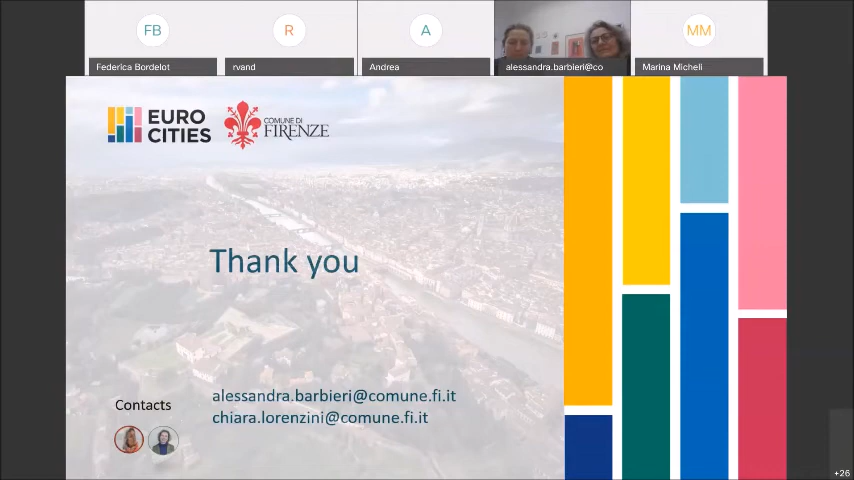 FB
R
A
MM
Federica Bordelot
rvand
Andrea
alessandra.barbieri@co
Marina Micheli
EURO
CITIES
COMUNE DI
FIRENZE
Thank you
alessandra.barbieri@comune.fi.it
chiara.lorenzini@comune.fi.it
Contacts
+26